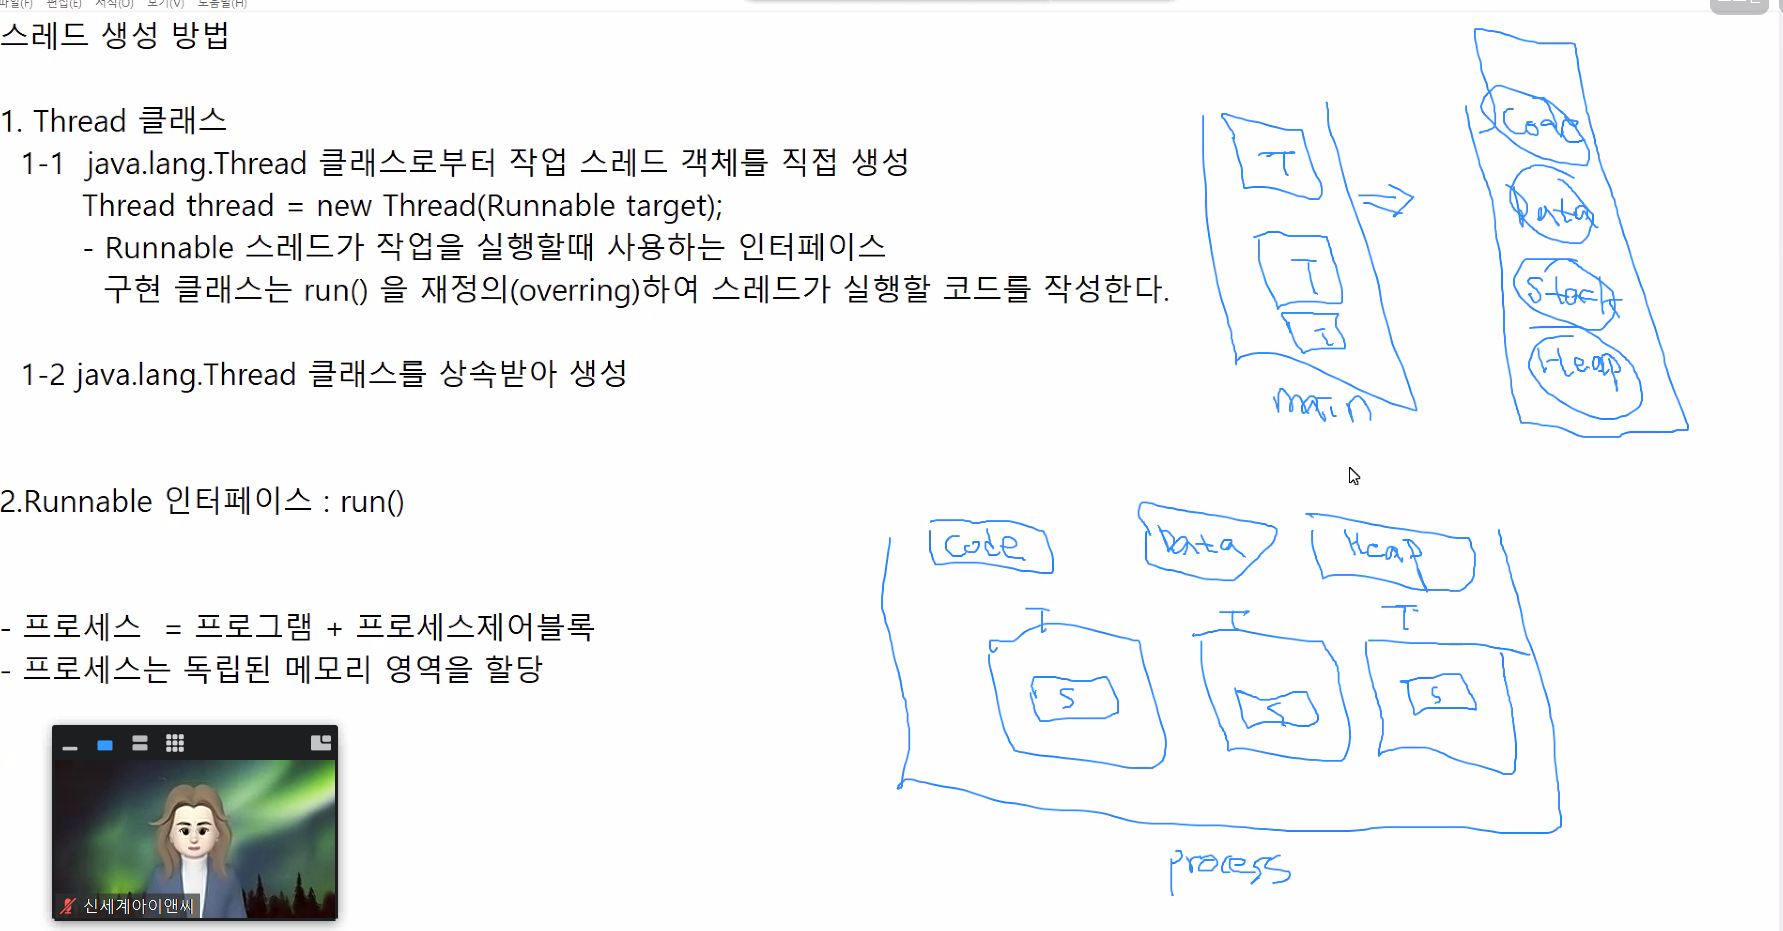 파일(F) 편집(E) 서식(O) 보기(V) 도움말(H)
스레드 생성 방법
1. Thread 클래스
1-1 java.lang.Thread 클래스로부터 작업 스레드 객체를 직접 생성
Thread thread = new Thread(Runnable target);
- Runnable 스레드가 작업을 실행할때 사용하는 인터페이스
구현 클래스는 run() 을 재정의(overring)하여 스레드가 실행할 코드를 작성한다.
1-2 java.lang.Thread 클래스를 상속받아 생성
2.Runnable 인터페이스 : run()
- 프로세스 = 프로그램 + 프로세스제어블록
- 프로세스는 독립된 메모리 영역을 할당
신세계아이앤씨
T
T
T
main
Code
Data
Stack
Heap
Code Data Heap
T T T
S S S
process